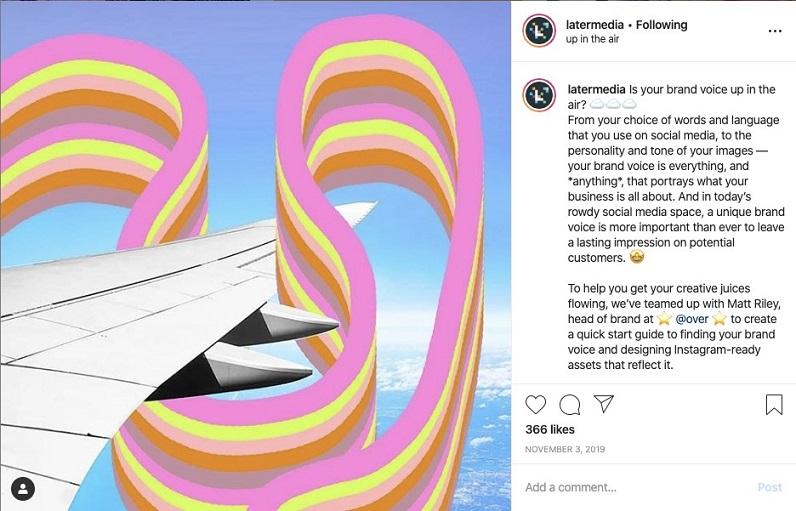 latermedia • Following
up in the air
latermedia Is your brand voice up in the
air? ☁️☁️☁️
From your choice of words and language
that you use on social media, to the
personality and tone of your images —
your brand voice is everything, and
*anything*, that portrays what your
business is all about. And in today's
rowdy social media space, a unique brand
voice is more important than ever to leave
a lasting impression on potential
customers. 🤩
To help you get your creative juices
flowing, we've teamed up with Matt Riley,
head of brand at ⭐ @over ⭐ to create
a quick start guide to finding your brand
voice and designing Instagram-ready
assets that reflect it.
366 likes
NOVEMBER 3, 2019
Add a comment... Post